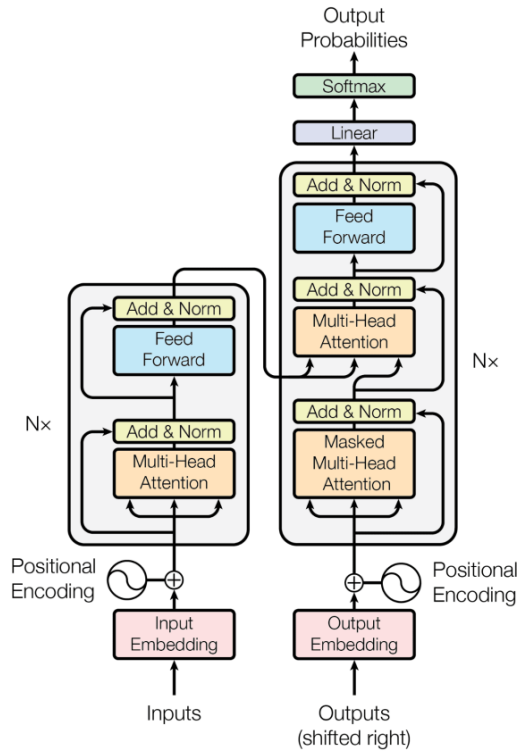 Output
Probabilities
Softmax
Linear
Add & Norm
Feed
Forward
Add & Norm
Multi-Head
Attention
Add & Norm
Masked
Multi-Head
Attention
N×
Add & Norm
Feed
Forward
Add & Norm
Multi-Head
Attention
N×
Positional
Encoding
Positional
Encoding
Input
Embedding
Output
Embedding
Inputs
Outputs
(shifted right)